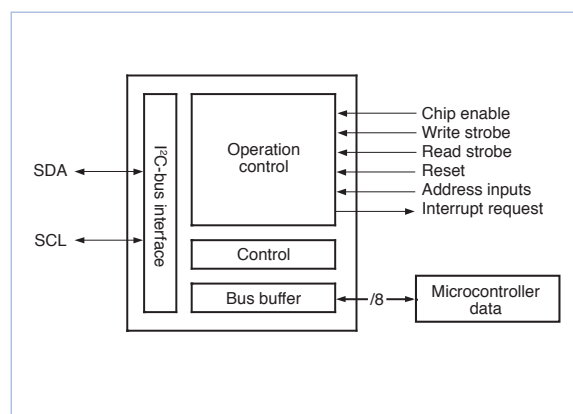 SDA
SCL
I²C-bus interface
Operation
control
Control
Bus buffer
Chip enable
Write strobe
Read strobe
Reset
Address inputs
Interrupt request
/8
Microcontroller
data